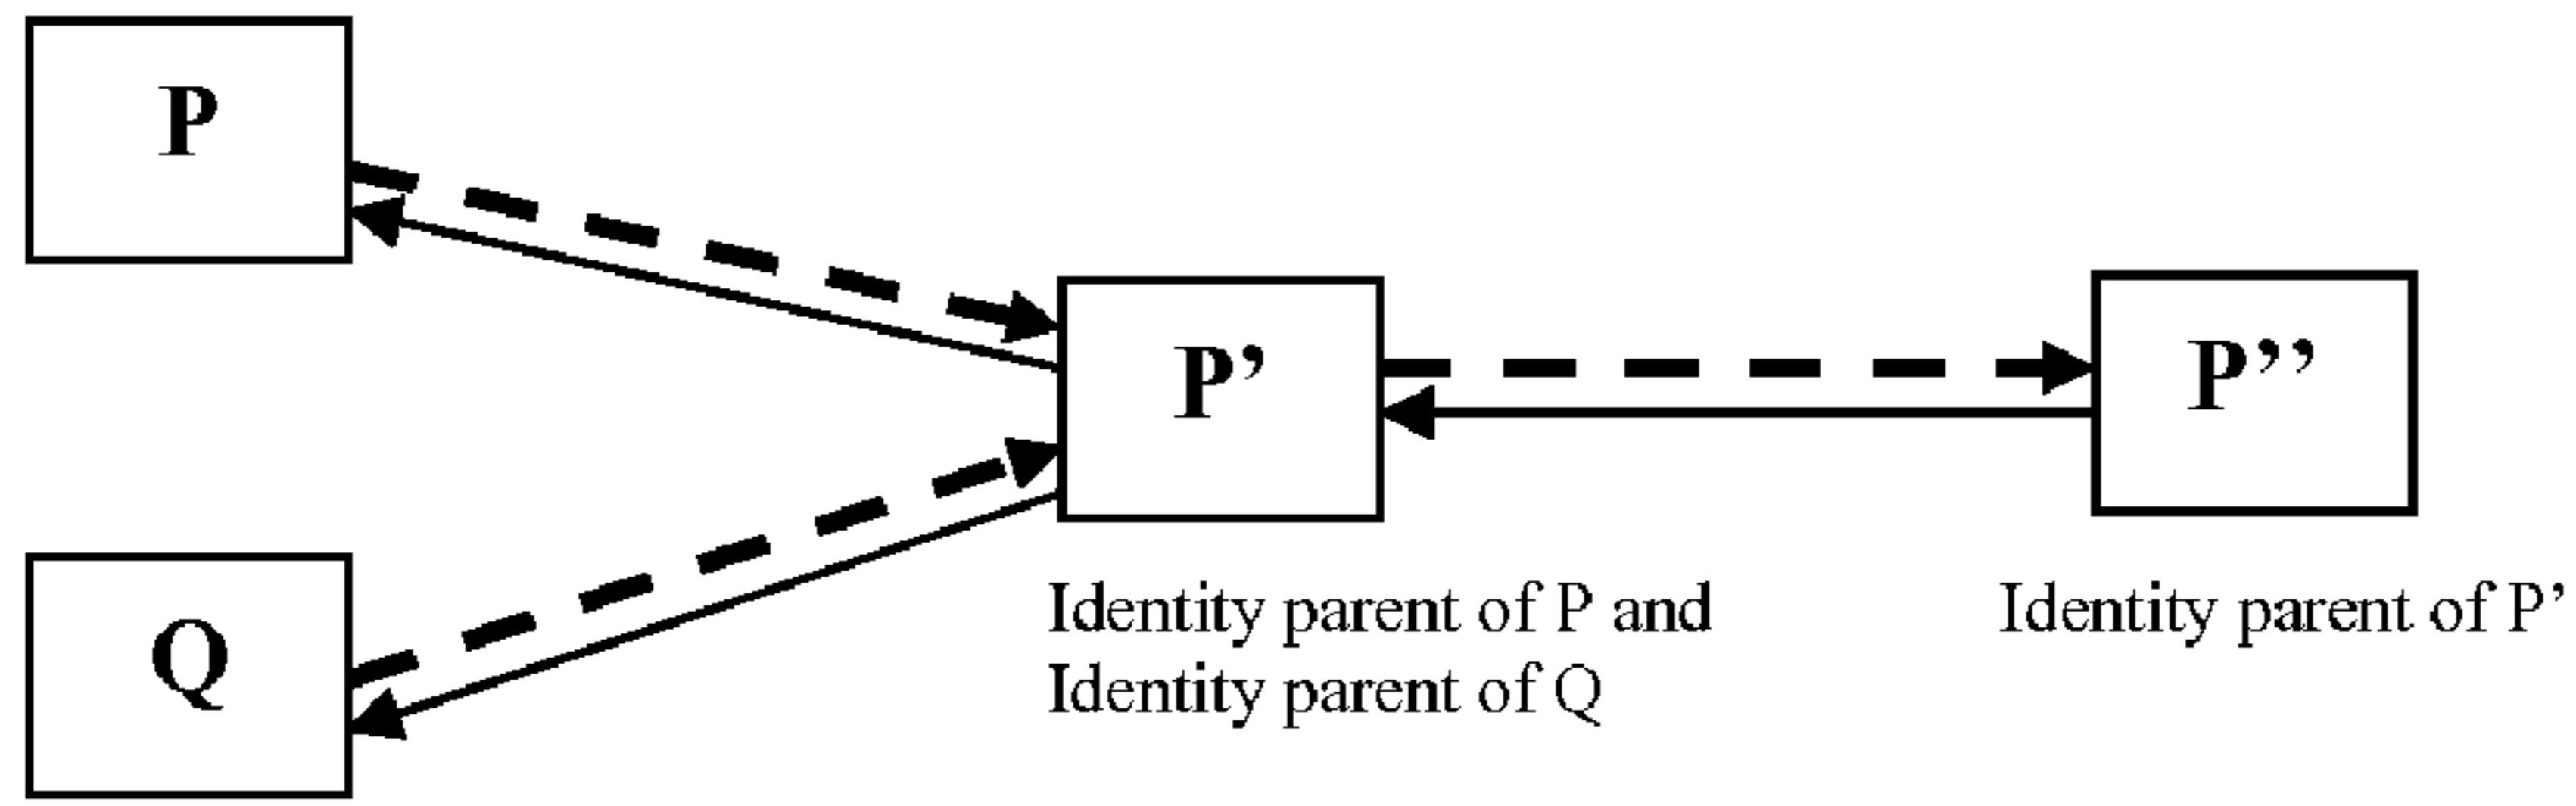 P
P’
P’’
Q
Identity parent of P and
Identity parent of Q
Identity parent of P’